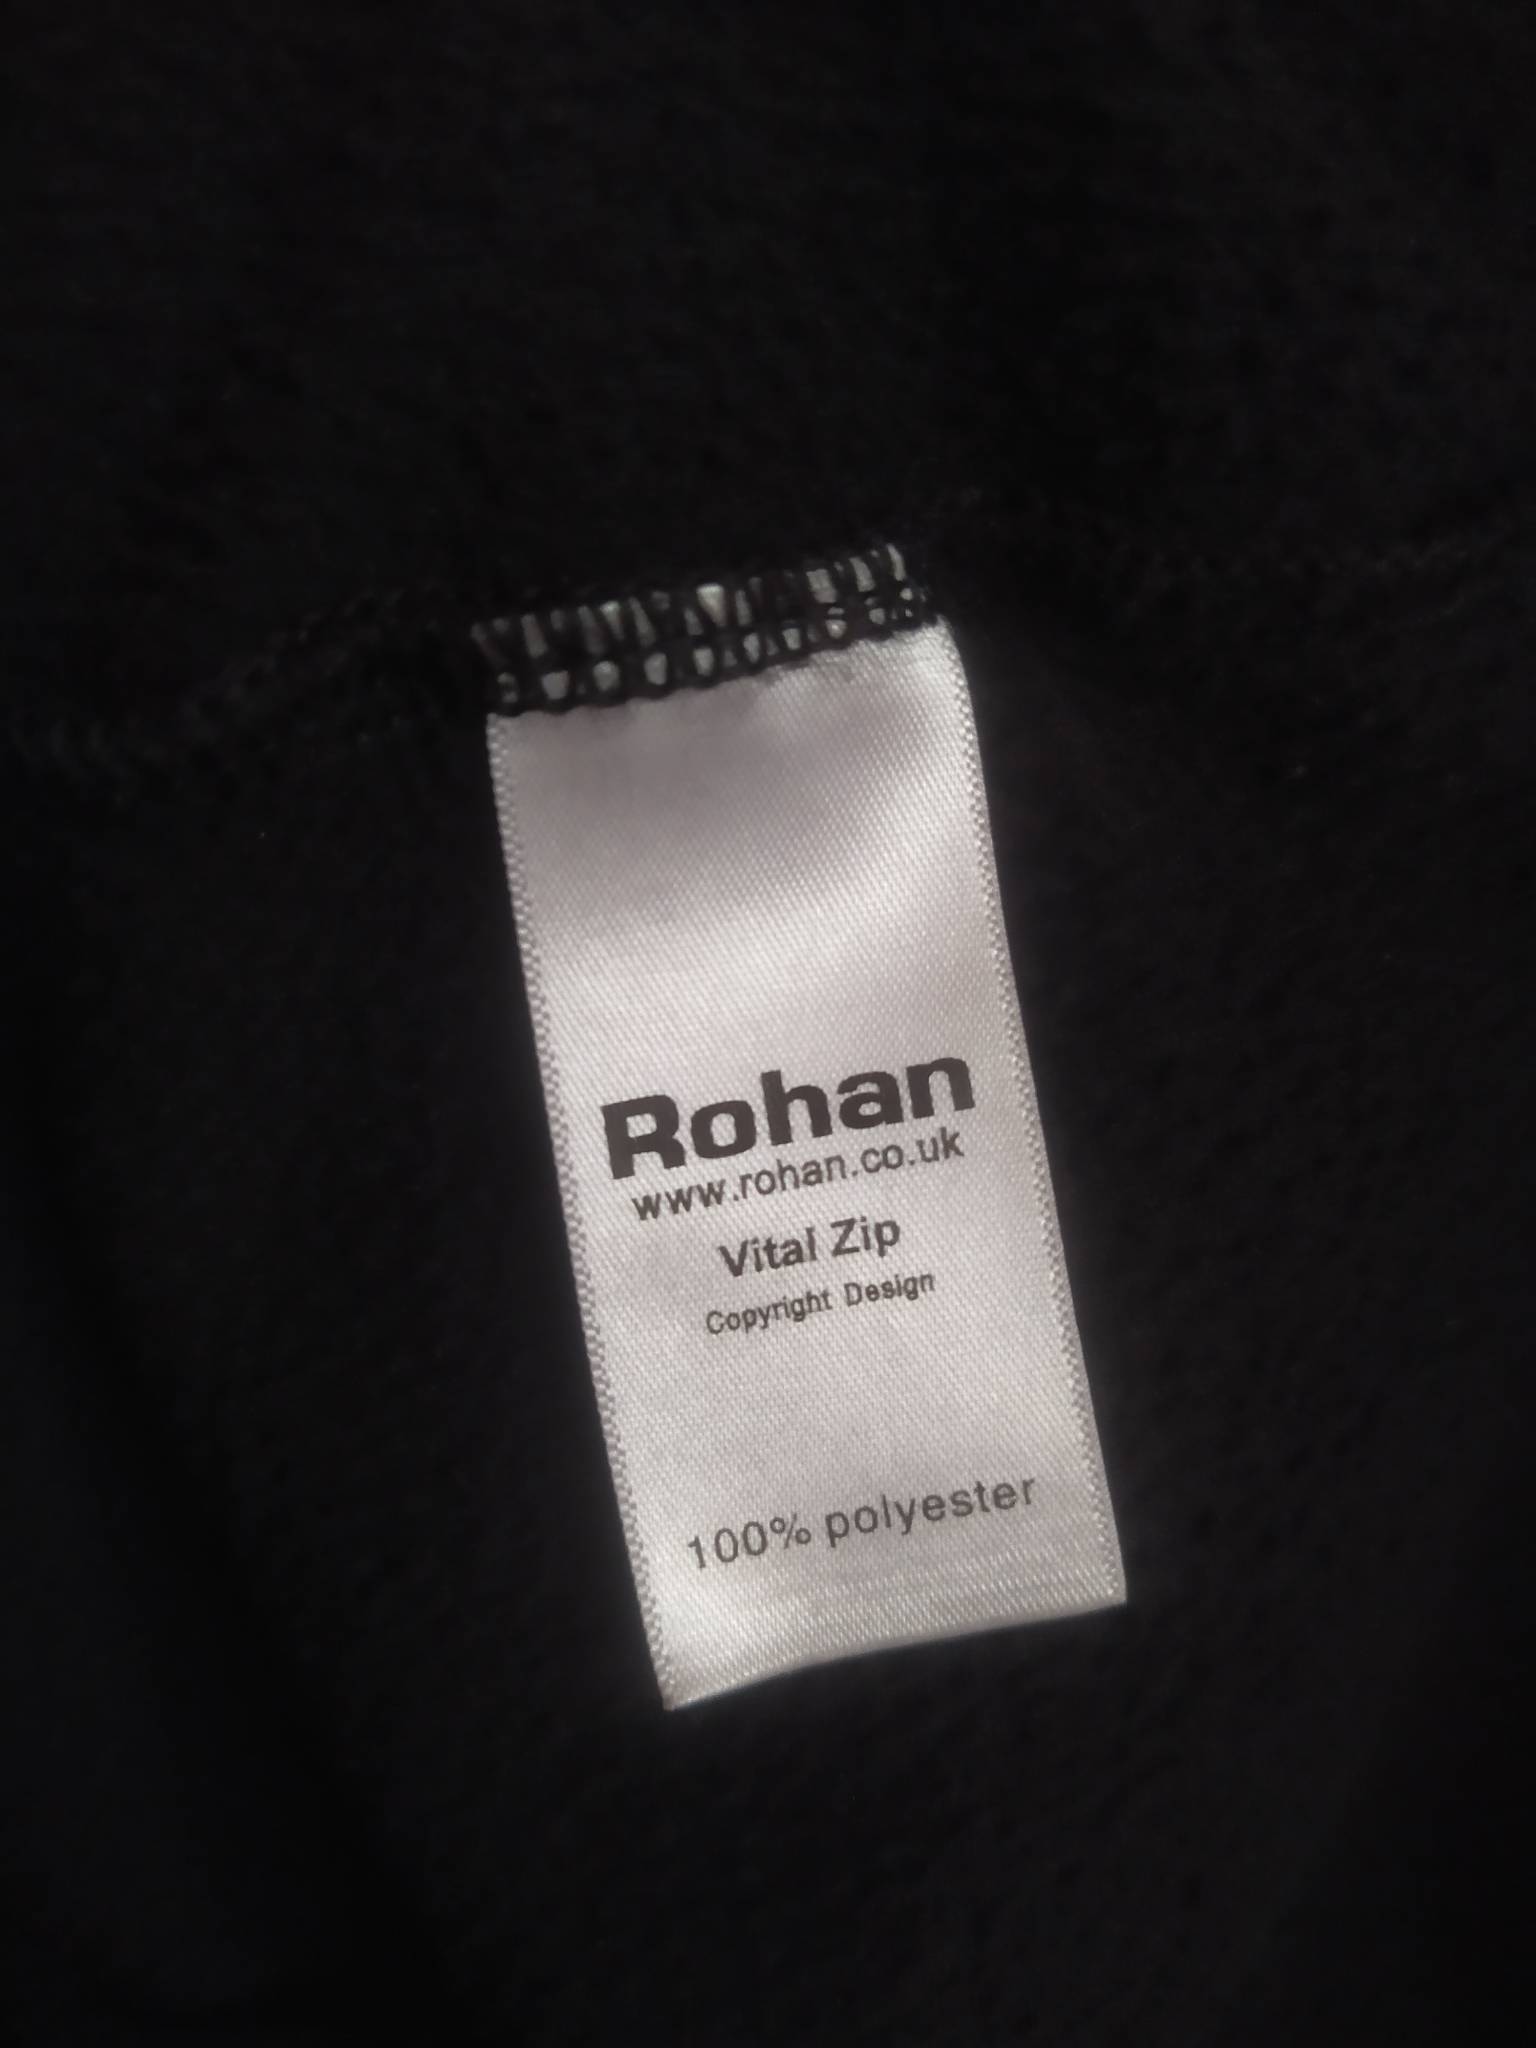 Rohan
www.rohan.co.uk
Vital Zip
Copyright Design
100% polyester